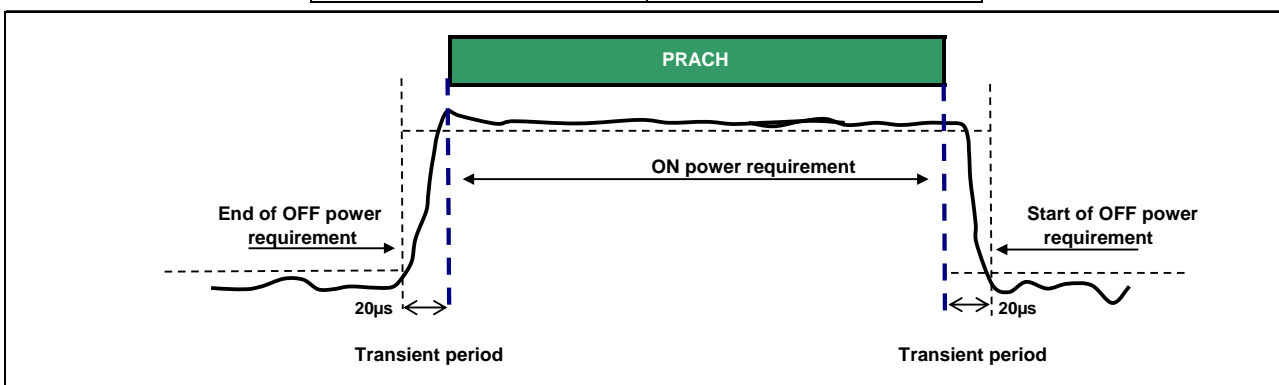 PRACH
ON power requirement
End of OFF power
requirement
Start of OFF power
requirement
20µs
20µs
Transient period
Transient period